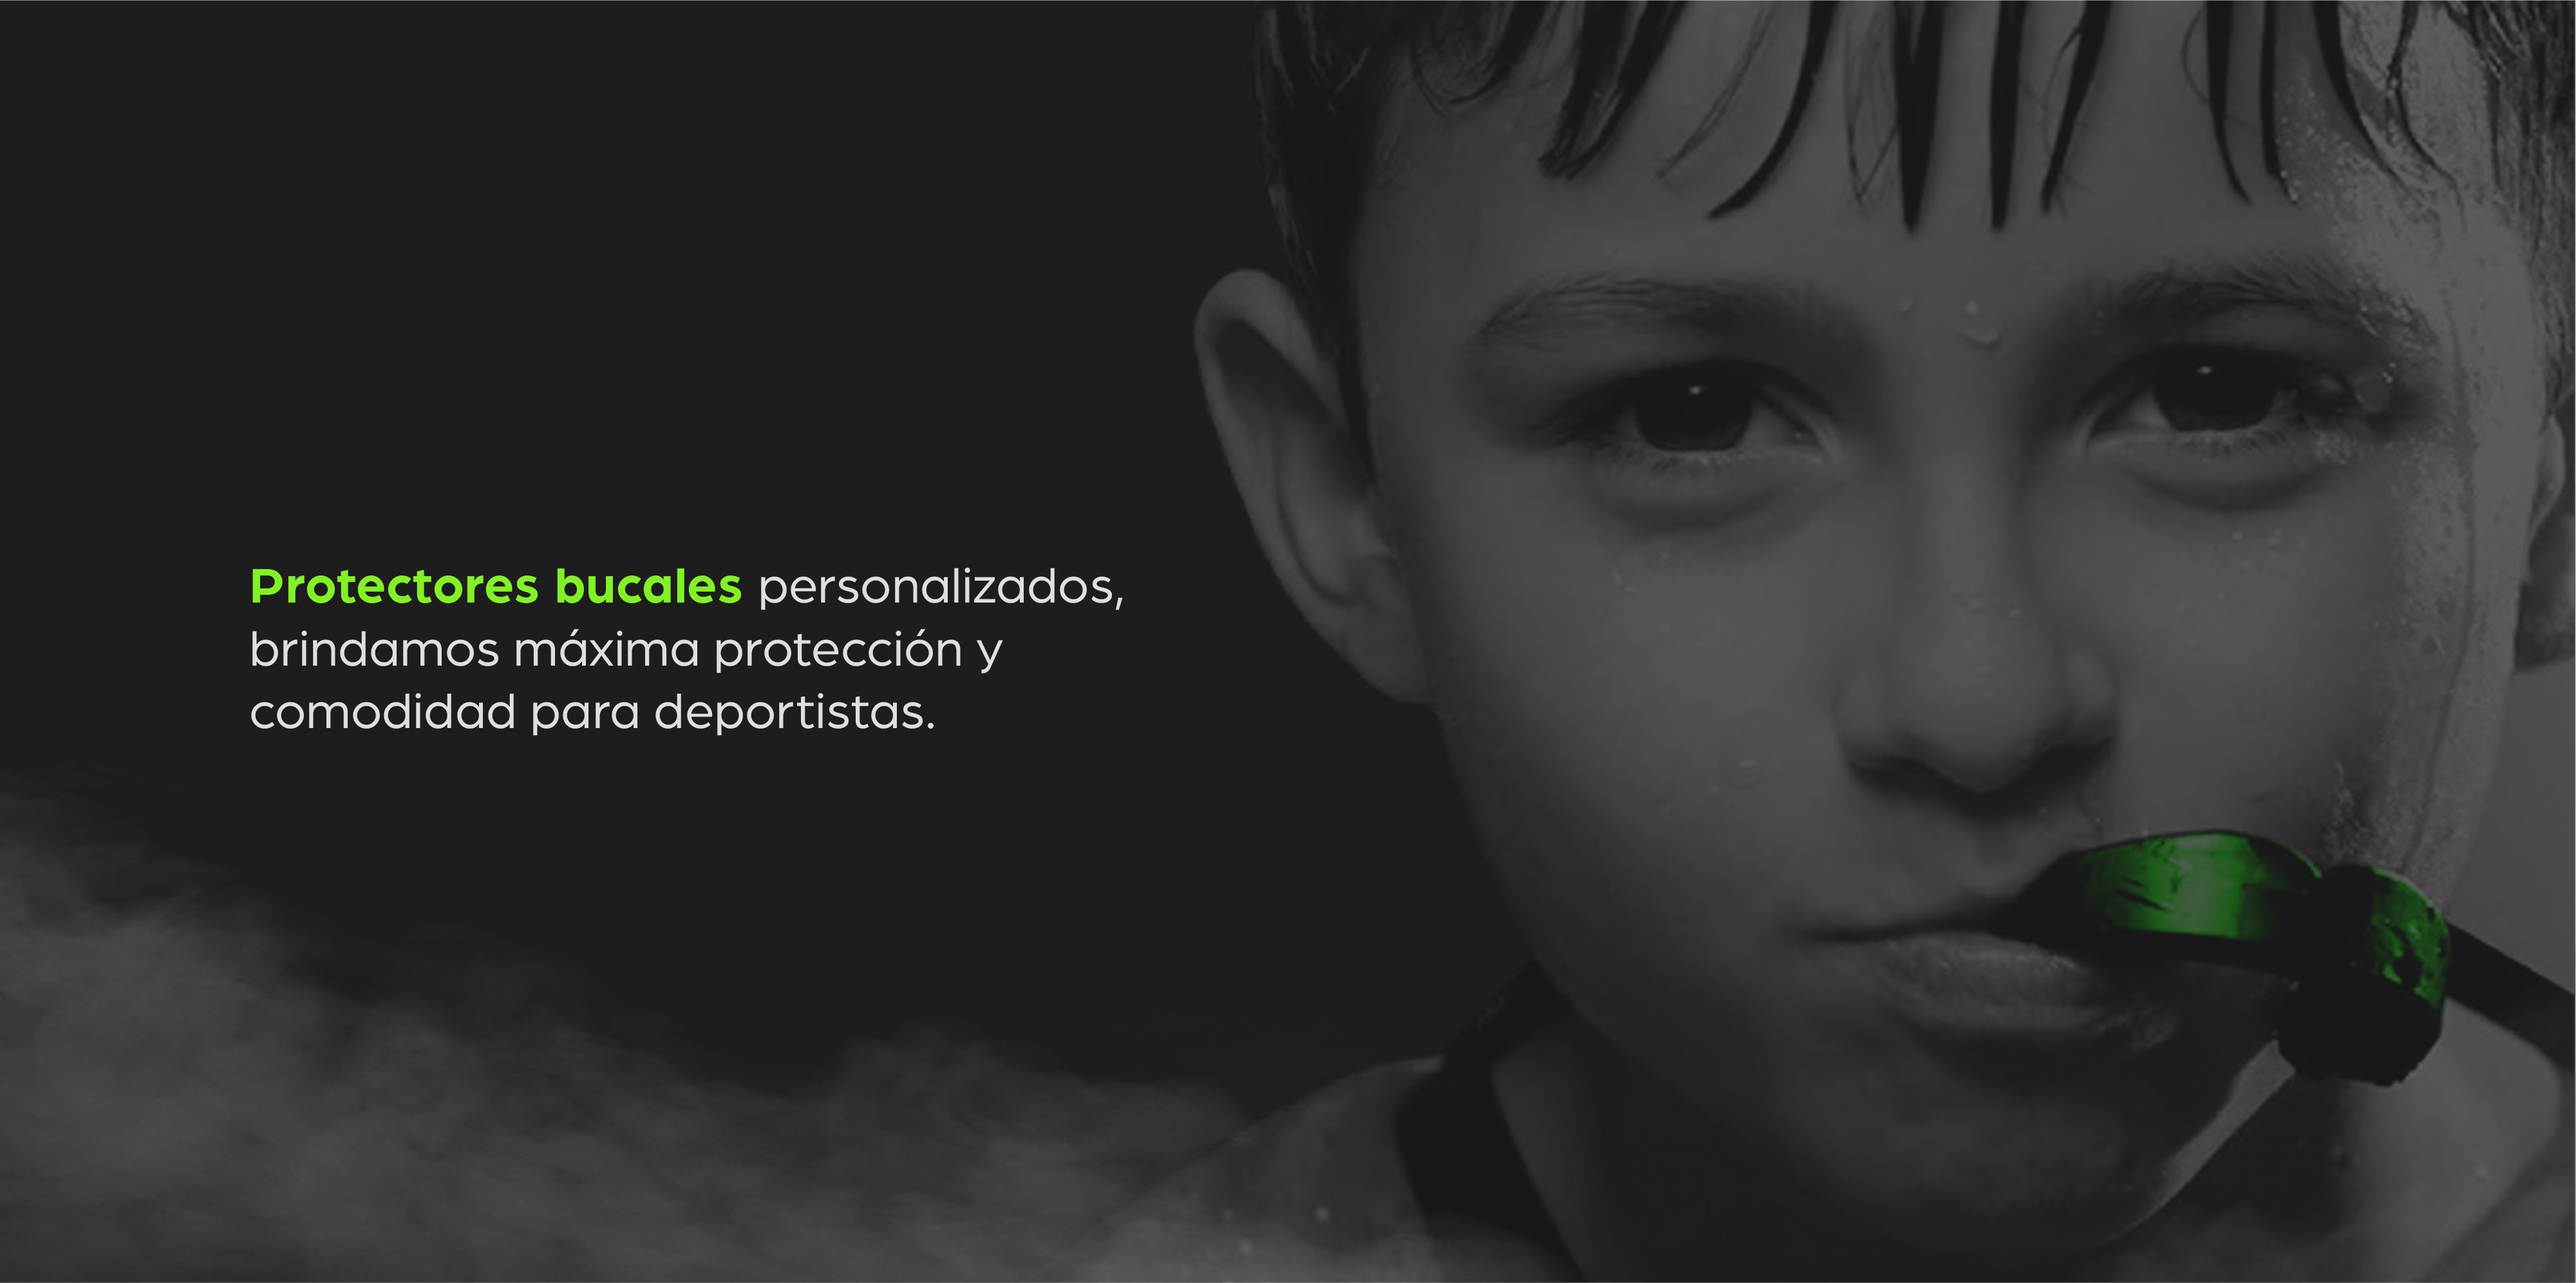 Protectores bucales personalizados,
brindamos máxima protección y
comodidad para deportistas.